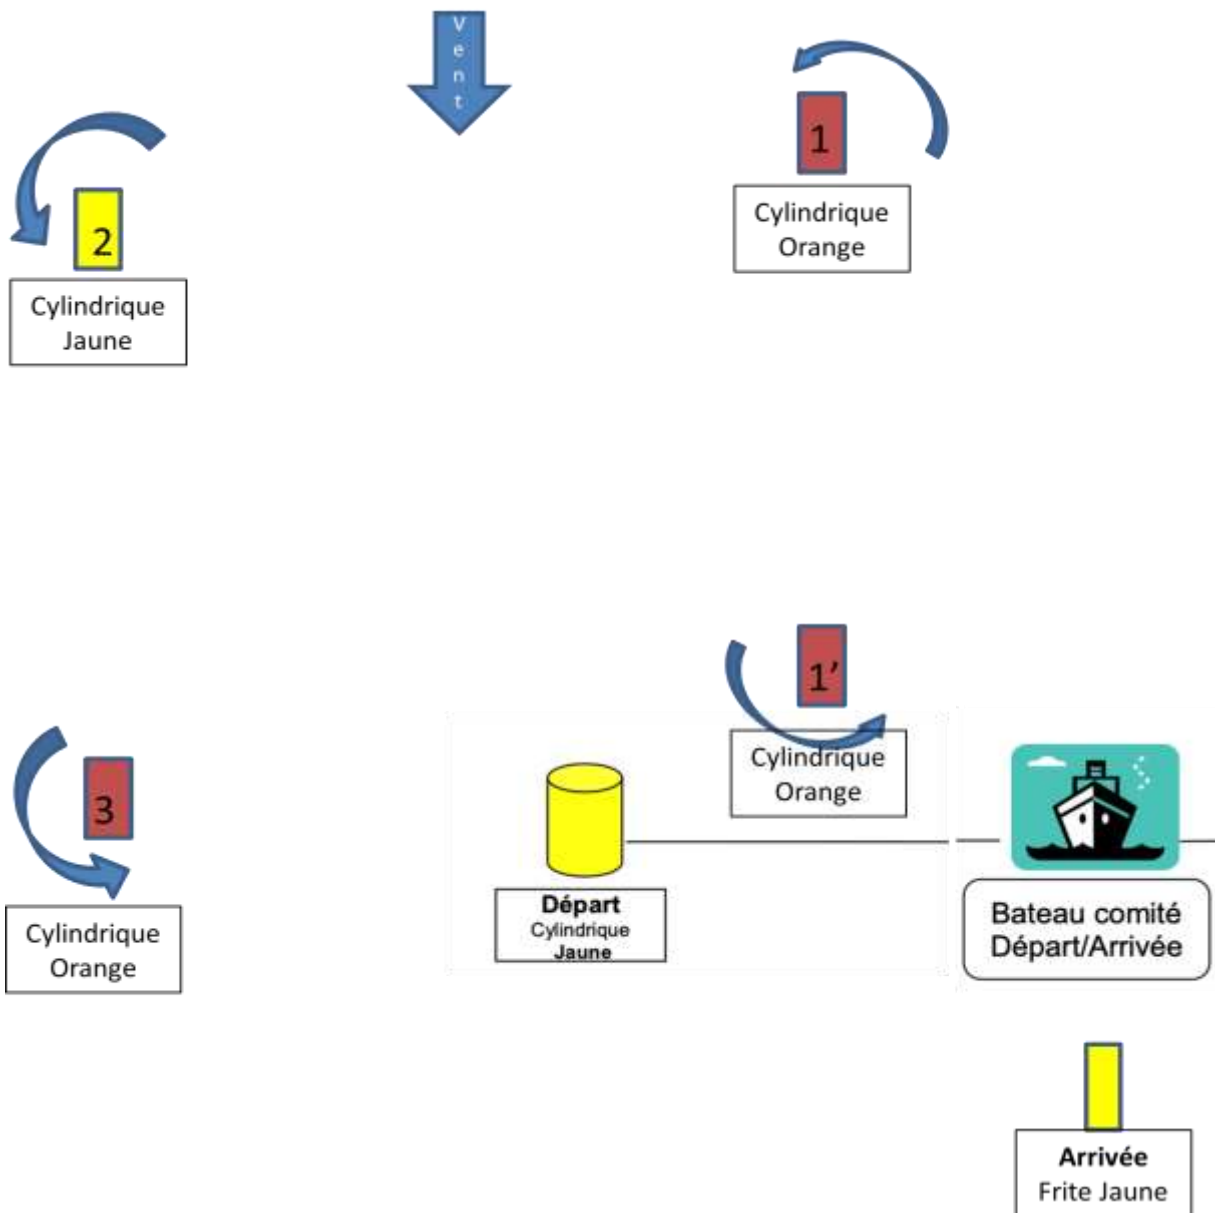 Vent
1
Cylindrique
Orange
2
Cylindrique
Jaune
1’
Cylindrique
Orange
3
Cylindrique
Orange
Départ
Cylindrique
Jaune
Bateau comité
Départ/Arrivée
Arrivée
Frite Jaune